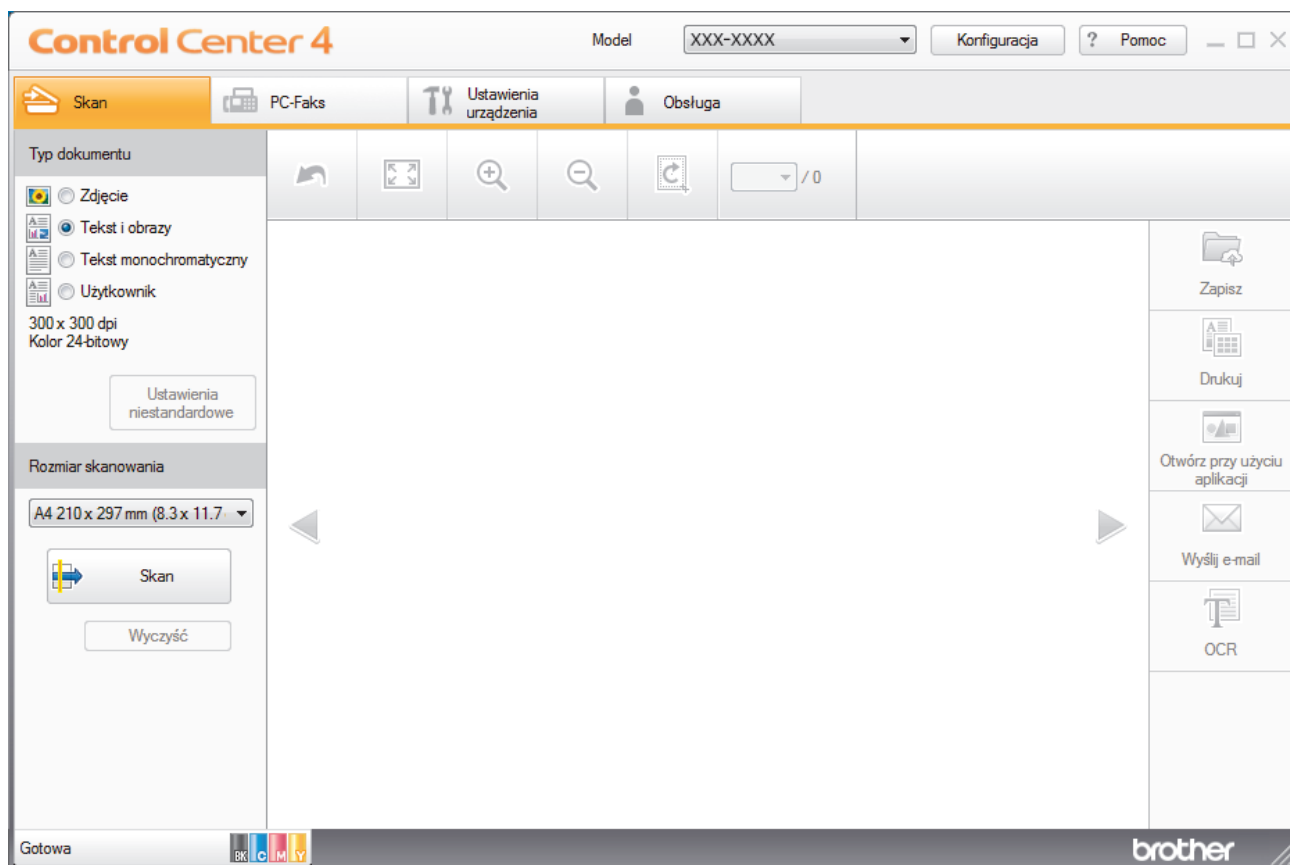 Control Center 4
Model
XXX-XXXX
Konfiguracja
? Pomoc
Skan
PC-Faks
Ustawienia
urządzenia
Obsługa
Typ dokumentu
Zdjęcie
Tekst i obrazy
Tekst monochromatyczny
Użytkownik
300 x 300 dpi
Kolor 24-bitowy
Ustawienia
niestandardowe
Rozmiar skanowania
A4 210 x 297 mm (8.3 x 11.7
Skan
Wyczyść
/ 0
Zapisz
Drukuj
Otwórz przy użyciu
aplikacji
Wyślij e-mail
OCR
Gotowa
BK C M Y
brother